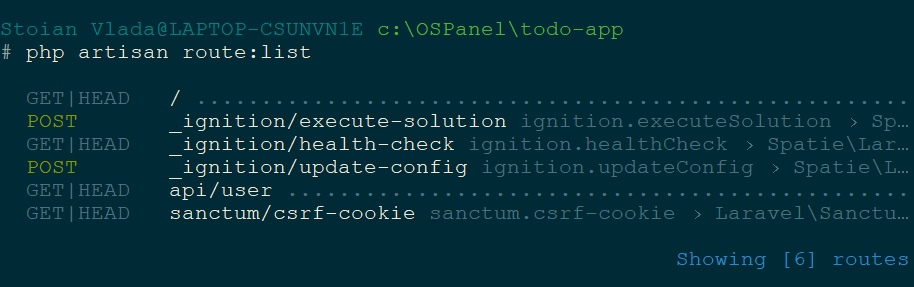 Stoian Vlada@LAPTOP-CSUNVN1E c:\OSPanel\todo-app
# php artisan route:list
GET|HEAD / .......................................................
POST _ignition/execute-solution ignition.executeSolution › Sp…
GET|HEAD _ignition/health-check ignition.healthCheck › Spatie\Lar…
POST _ignition/update-config ignition.updateConfig › Spatie\L…
GET|HEAD api/user ................................................
GET|HEAD sanctum/csrf-cookie sanctum.csrf-cookie › Laravel\Sanctu…
Showing [6] routes